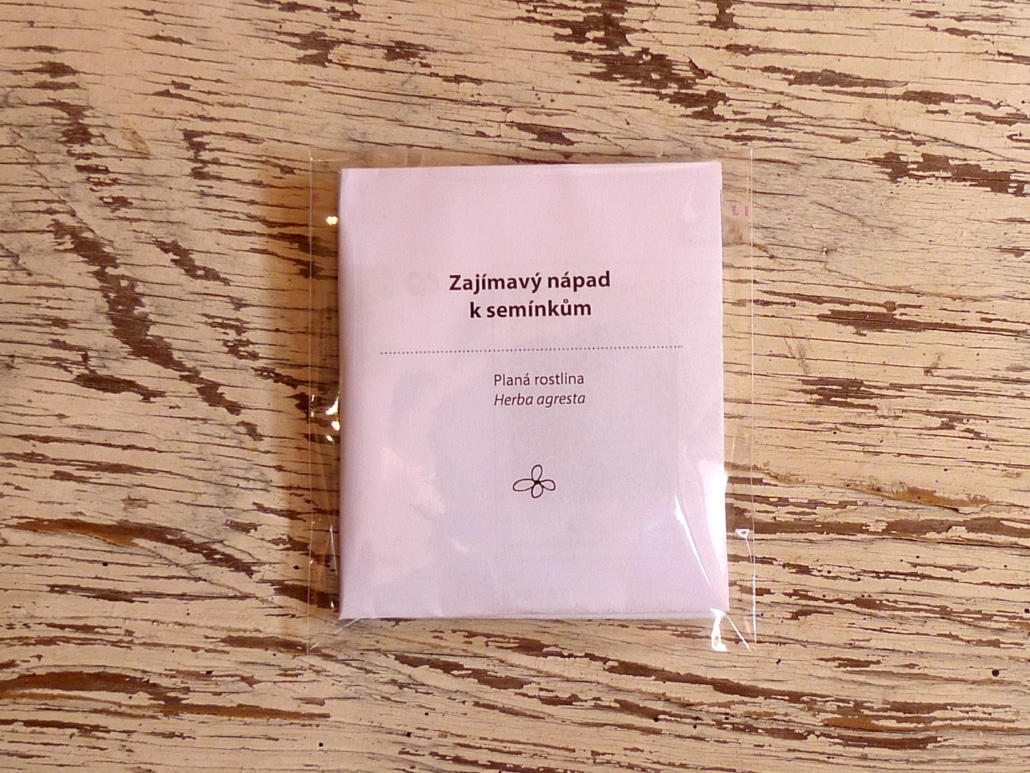 Zajímavý nápad
k semínkům
Planá rostlina
Herba agresta